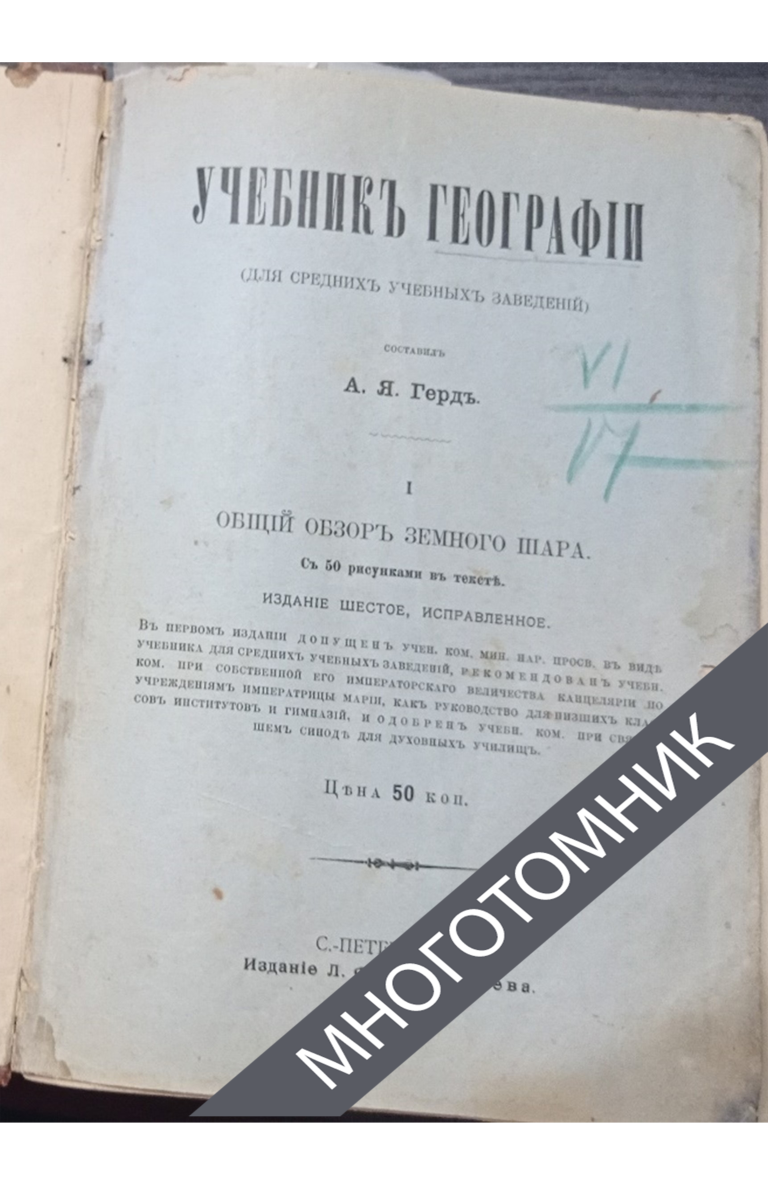 УЧЕБНИКЪ ГЕОГРАФІИ
(ДЛЯ СРЕДНИХЪ УЧЕБНЫХЪ ЗАВЕДЕНІЙ)
СОСТАВИЛЪ
А. Я. Гердъ.
VI
I
ОБЩІЙ ОБЗОРЪ ЗЕМНОГО ШАРА.
Съ 50 рисунками въ текстѣ.
ИЗДАНІЕ ШЕСТОЕ, ИСПРАВЛЕННОЕ.
ВЪ ПЕРВОМЪ ИЗДАНІИ ДОПУЩЕНЪ УЧЕН. КОМ. МИН. НАР. ПРОСВ. ВЪ ВИДѢ
УЧЕБНИКА ДЛЯ СРЕДНИХЪ УЧЕБНЫХЪ ЗАВЕДЕНІЙ, РЕКОМЕНДОВАНЪ УЧЕБН.
КОМ. ПРИ СОБСТВЕННОЙ ЕГО ИМПЕРАТОРСКАГО ВЕЛИЧЕСТВА КАНЦЕЛЯРІИ ПО
УЧРЕЖДЕНІЯМЪ ИМПЕРАТРИЦЫ МАРІИ, КАКЪ РУКОВОДСТВО ДЛЯ НИЗШИХЪ КЛАС-
СОВЪ ИНСТИТУТОВЪ И ГИМНАЗІЙ, И ОДОБРЕНЪ УЧЕБН. КОМ. ПРИ
ШЕМЪ СИНОДѢ ДЛЯ ДУХОВНЫХЪ УЧИЛИЩЪ.
ЦѢНА 50 КОП.
С.-ПЕТЕ
Изданіе Л.
ева.
МНОГОТОМНИК